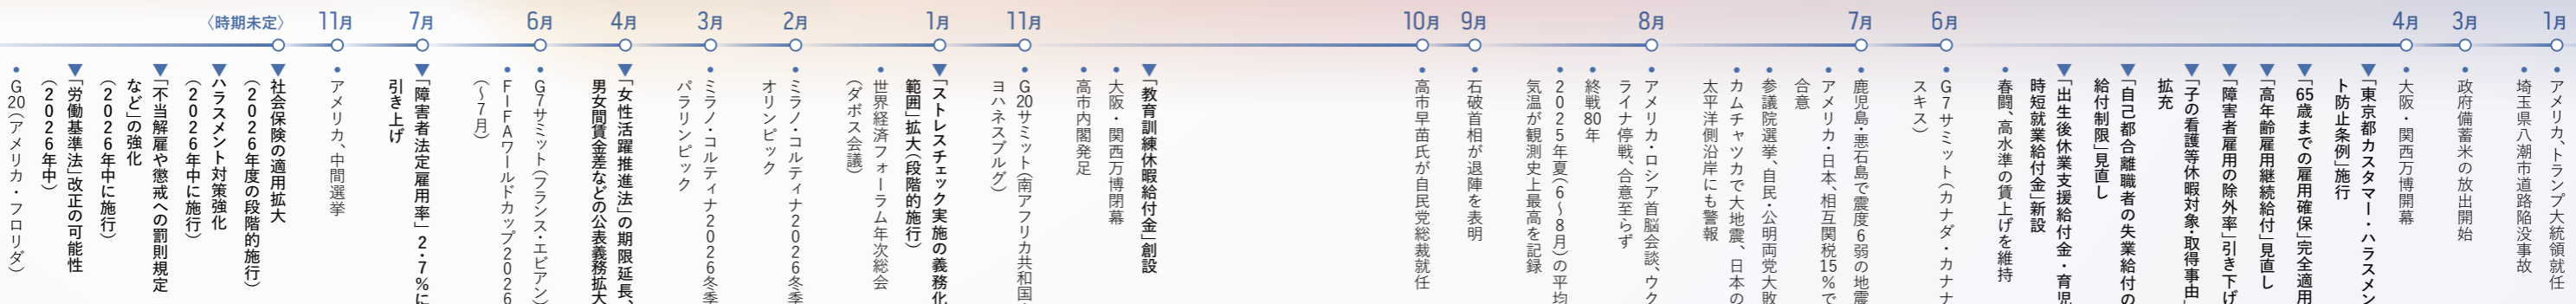 1月
・アメリカ、トランプ大統領就任
・埼玉県八潮市道路陥没事故
3月
・政府備蓄米の放出開始
4月
・大阪・関西万博開幕
▼「東京都カスタマー・ハラスメン
ト防止条例」施行
▼「65歳までの雇用確保」完全適用
▼「高年齢雇用継続給付」見直し
▼「障害者雇用の除外率」引き下げ
▼「子の看護等休暇対象・取得事由」
拡充
▼「自己都合離職者の失業給付の
給付制限」見直し
▼「出生後休業支援給付金・育児
時短就業給付金」新設
・春闘、高水準の賃上げを維持
6月
・G7サミット(カナダ・カナナ
スキス)
7月
・鹿児島・悪石島で震度6弱の地震
・アメリカ・日本、相互関税15%で
合意
・参議院選挙、自民・公明両党大敗
・カムチャツカで大地震、日本の
太平洋側沿岸にも警報
8月
・アメリカ・ロシア首脳会談、ウク
ライナ停戦、合意至らず
・終戦80年
・2025年夏(6〜8月)の平均
気温が観測史上最高を記録
9月
・石破首相が退陣を表明
10月
・高市早苗氏が自民党総裁就任
▼「教育訓練休暇給付金」創設
・大阪・関西万博閉幕
・高市内閣発足
11月
・G20サミット(南アフリカ共和国・
ヨハネスブルグ)
1月
▼「ストレスチェック実施の義務化
範囲」拡大(段階的施行)
・世界経済フォーラム年次総会
(ダボス会議)
2月
・ミラノ・コルティナ2026冬季
オリンピック
3月
・ミラノ・コルティナ2026冬季
パラリンピック
4月
▼「女性活躍推進法」の期限延長、
男女間賃金差などの公表義務拡大
6月
・G7サミット(フランス・エビアン)
・FIFAワールドカップ2026
(〜7月)
7月
▼「障害者法定雇用率」2・7%に
引き上げ
11月
・アメリカ、中間選挙
〈時期未定〉
▼社会保険の適用拡大
(2026年度の段階的施行)
▼ハラスメント対策強化
(2026年中に施行)
▼「不当解雇や懲戒への罰則規定
など」の強化
(2026年中に施行)
▼「労働基準法」改正の可能性
(2026年中)
・G20(アメリカ・フロリダ)